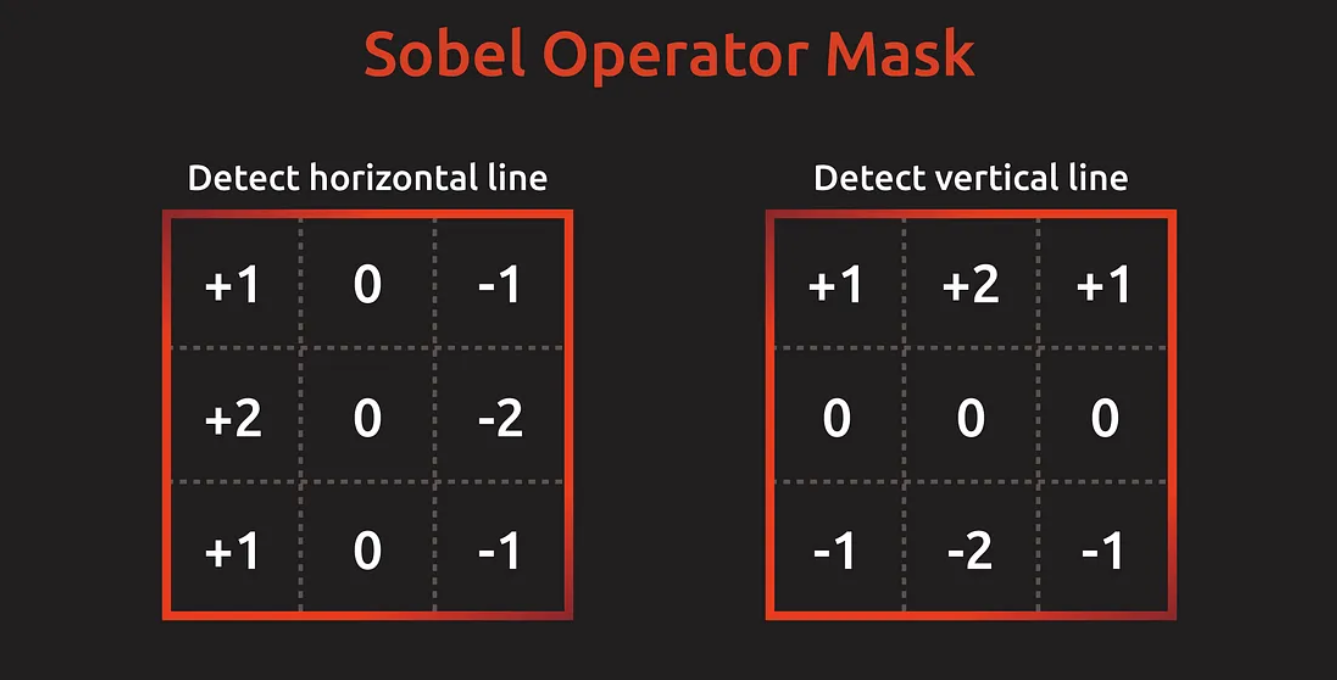 Sobel Operator Mask
Detect horizontal line
+1 0 -1
+2 0 -2
+1 0 -1
Detect vertical line
+1 +2 +1
0 0 0
-1 -2 -1